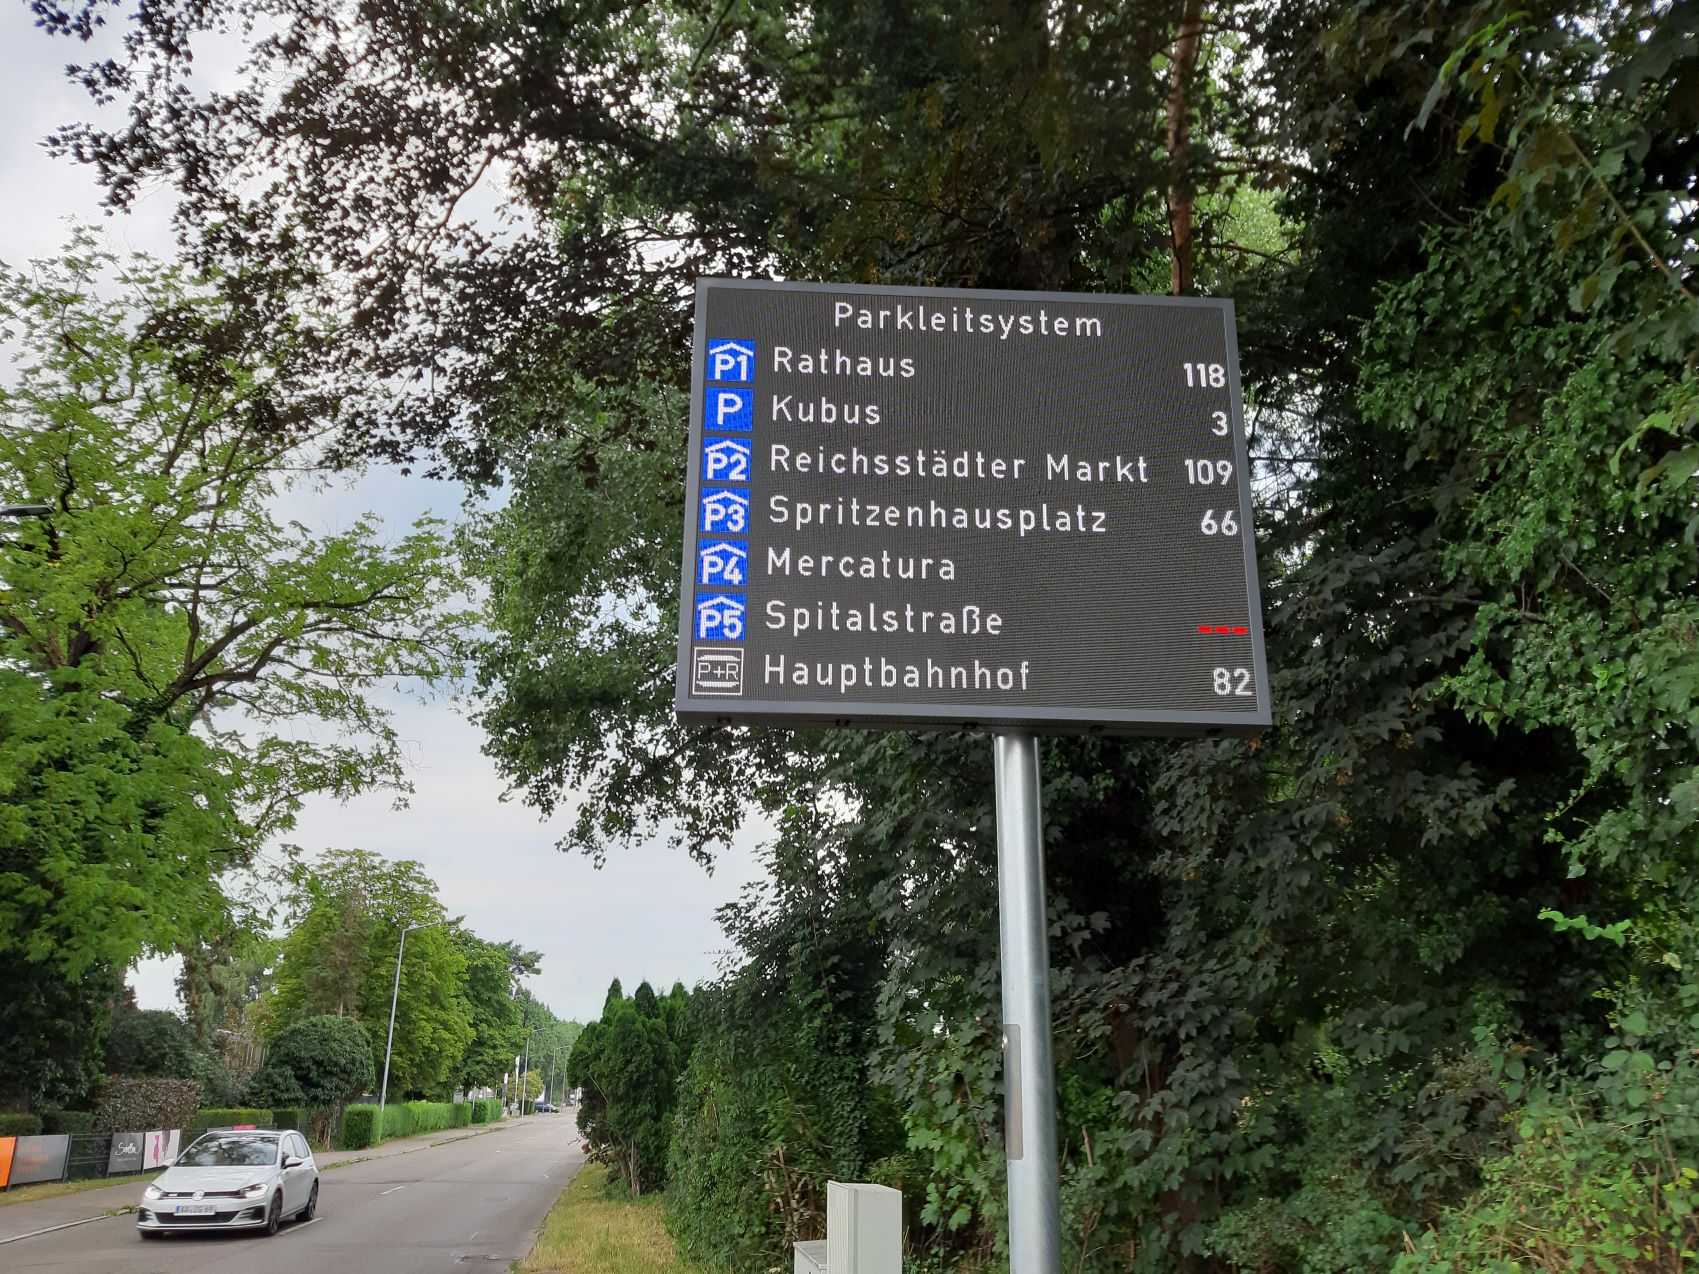 Parkleitsystem
P1 Rathaus 118
P Kubus 3
P2 Reichsstädter Markt 109
P3 Spritzenhausplatz 66
P4 Mercatura
P5 Spitalstraße ---
P+R Hauptbahnhof 82